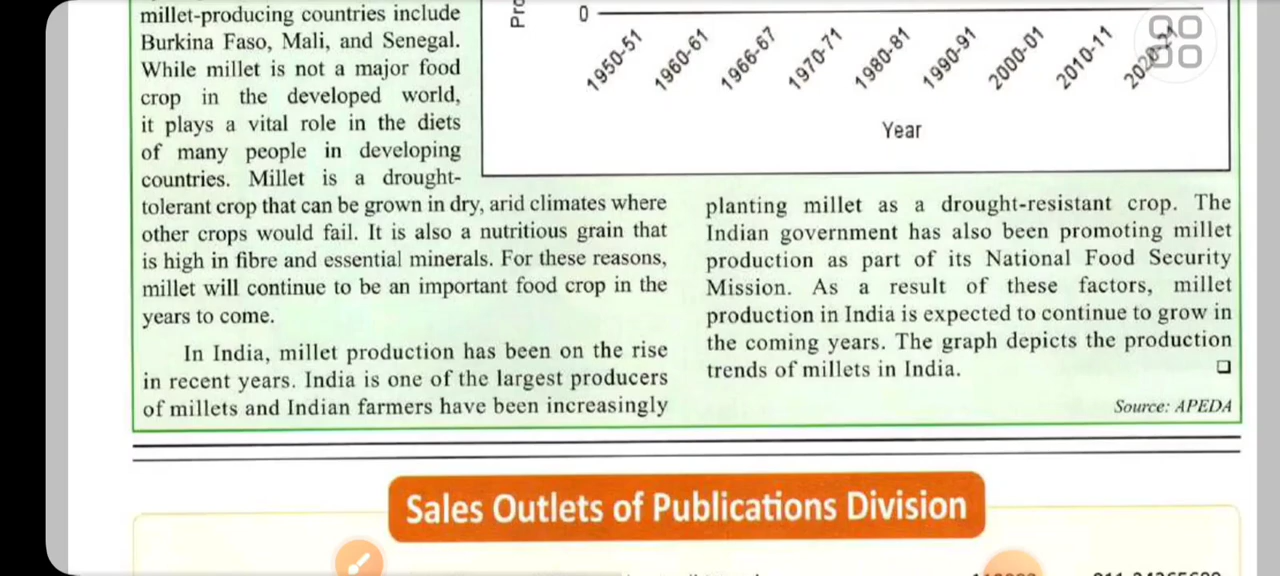 millet-producing countries include
Burkina Faso, Mali, and Senegal.
While millet is not a major food
crop in the developed world,
it plays a vital role in the diets
of many people in developing
countries. Millet is a drought-
tolerant crop that can be grown in dry, arid climates where
other crops would fail. It is also a nutritious grain that
is high in fibre and essential minerals. For these reasons,
millet will continue to be an important food crop in the
years to come.
In India, millet production has been on the rise
in recent years. India is one of the largest producers
of millets and Indian farmers have been increasingly
0
1950-51
1960-61
1966-67
1970-71
1980-81
1990-91
2000-01
2010-11
2020-21
Year
planting millet as a drought-resistant crop. The
Indian government has also been promoting millet
production as part of its National Food Security
Mission. As a result of these factors, millet
production in India is expected to continue to grow in
the coming years. The graph depicts the production
trends of millets in India.
Source: APEDA
Sales Outlets of Publications Division